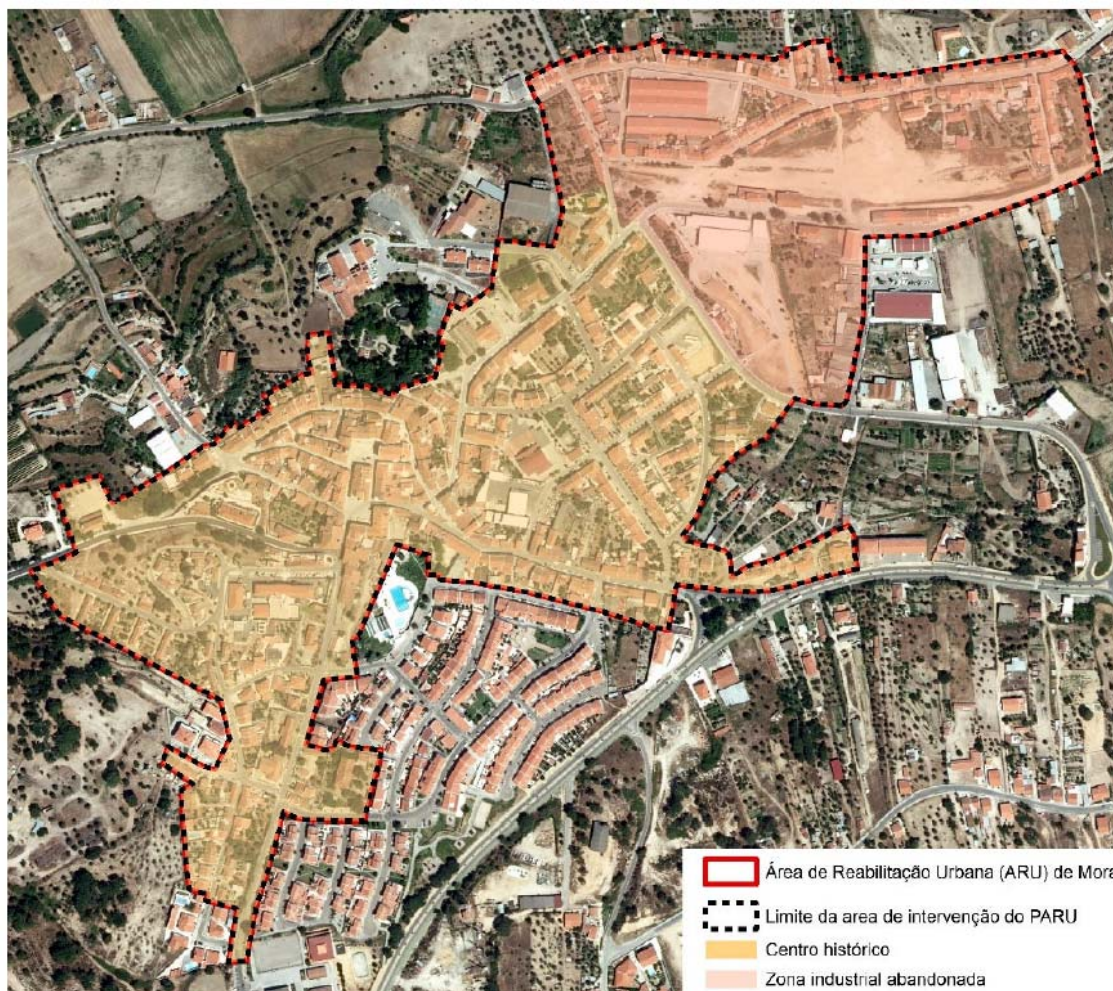 Área de Reabilitação Urbana (ARU) de Mora
Limite da area de intervenção do PARU
Centro histórico
Zona industrial abandonada